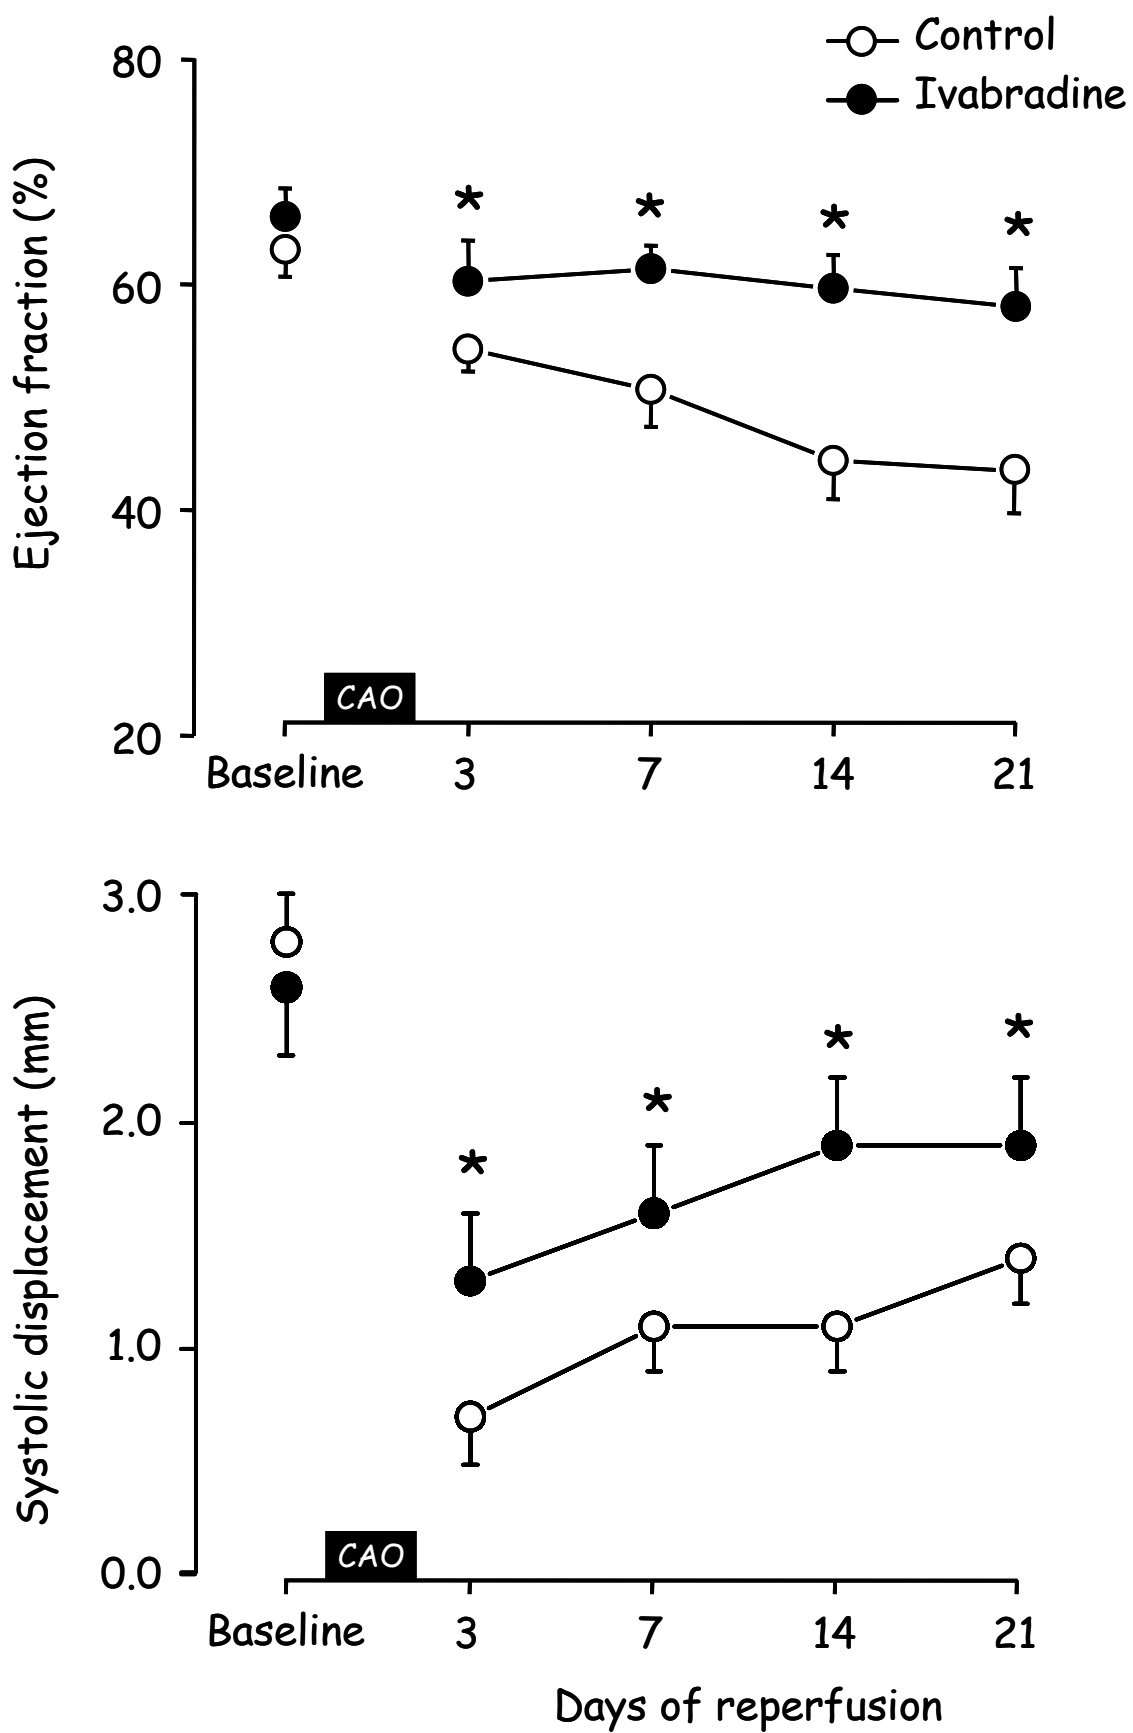 Control
Ivabradine
80
60
40
20
Ejection fraction (%)
*
*
*
*
CAO
Baseline
3
7
14
21
3.0
2.0
1.0
0.0
Systolic displacement (mm)
*
*
*
*
CAO
Baseline
3
7
14
21
Days of reperfusion